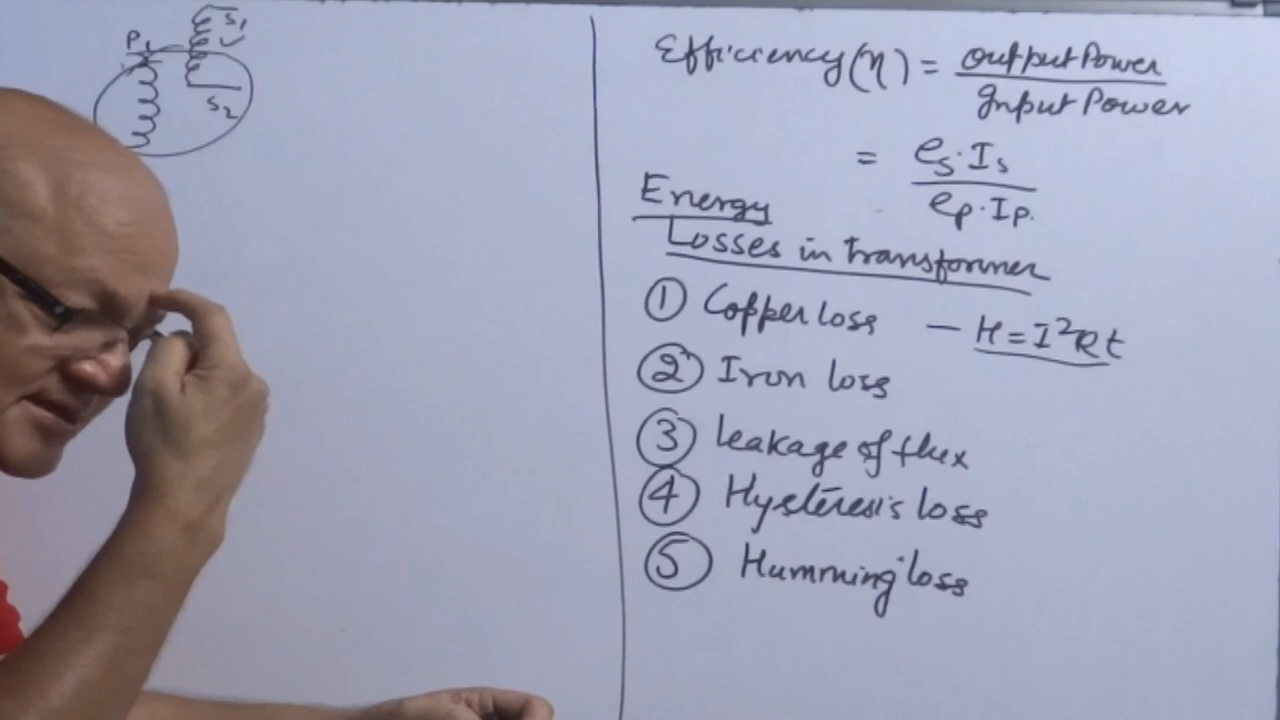 P₁
S₁
S₂
Efficiency (η) = Output Power / Input Power
= eₛ·Iₛ / eₚ·Iₚ.
Energy
Losses in transformer
① Copper loss — H = I²Rt
② Iron loss
③ leakage of flux
④ Hysteresis loss
⑤ Humming loss